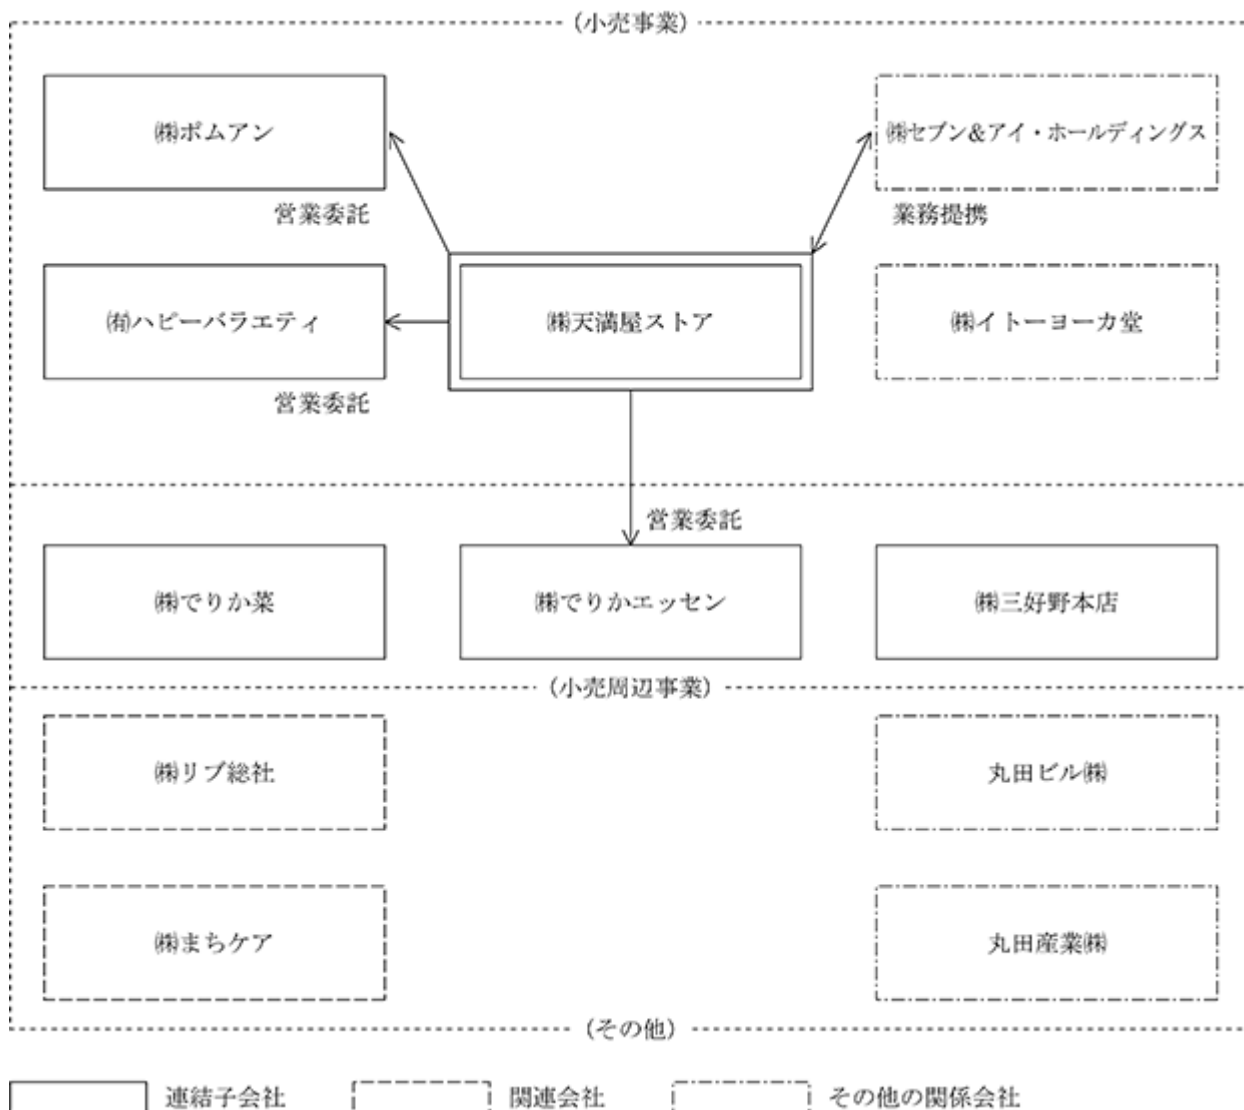 (小売事業)
㈱ポムアン
㈱セブン&アイ・ホールディングス
営業委託
業務提携
㈲ハピーバラエティ
㈱天満屋ストア
㈱イトーヨーカ堂
営業委託
営業委託
㈱でりか菜
㈱でりかエッセン
㈱三好野本店
(小売周辺事業)
㈱リブ総社
丸田ビル㈱
㈱まちケア
丸田産業㈱
(その他)
連結子会社
関連会社
その他の関係会社